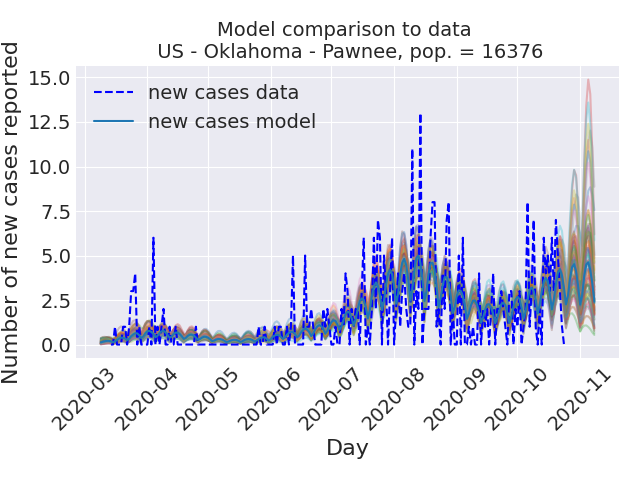 Model comparison to data
US - Oklahoma - Pawnee, pop. = 16376
Number of new cases reported
15.0
12.5
10.0
7.5
5.0
2.5
0.0
new cases data
new cases model
2020-03
2020-04
2020-05
2020-06
2020-07
2020-08
2020-09
2020-10
2020-11
Day